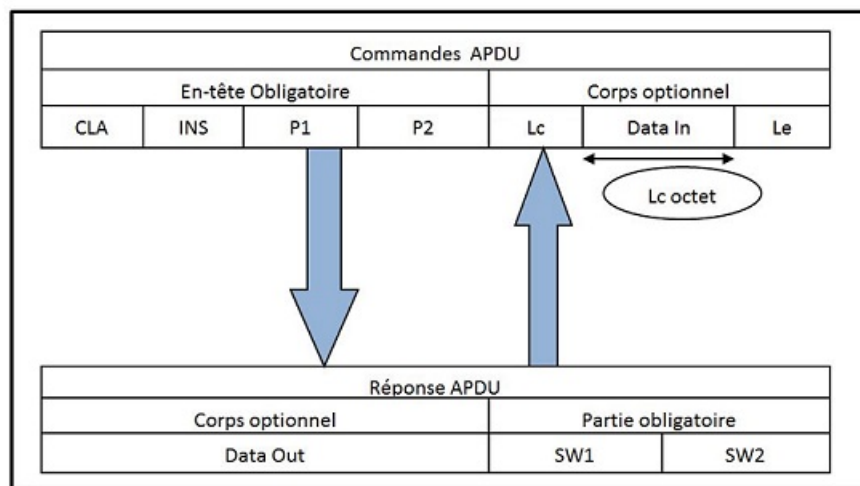 Commandes APDU
En-tête Obligatoire Corps optionnel
CLA INS P1 P2 Lc Data In Le
Lc octet
Réponse APDU
Corps optionnel Partie obligatoire
Data Out SW1 SW2